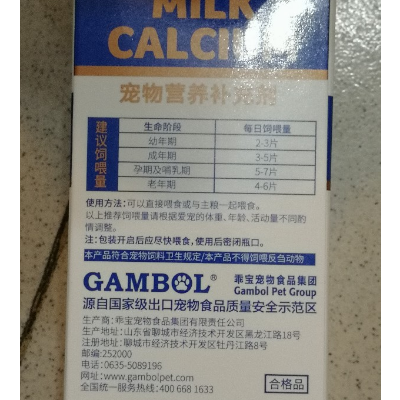 MILK
CALCIUM
宠物营养补充剂
建议饲喂量
生命阶段 每日饲喂量
幼年期 2-3片
成年期 3-5片
孕期及哺乳期 5-7片
老年期 4-6片
使用方法：可以直接喂食或与主粮一起喂食。
以上推荐饲喂量请根据爱宠的体重、年龄、活动量不同酌
情调整。
注：包装开启后应尽快喂食，使用后密闭瓶口。
本产品符合宠物饲料卫生规定/本产品不得饲喂反刍动物
GAMBOL® 乖宝宠物食品集团
Gambol Pet Group
源自国家级出口宠物食品质量安全示范区
生产商：乖宝宠物食品集团有限责任公司
生产地址：山东省聊城市经济技术开发区黑龙江路18号
注册地址：聊城市经济技术开发区牡丹江路8号
邮编:252000
电话：0635-5089196
网址：www.gambolpet.com
全国统一服务热线：400 668 1633
合格品